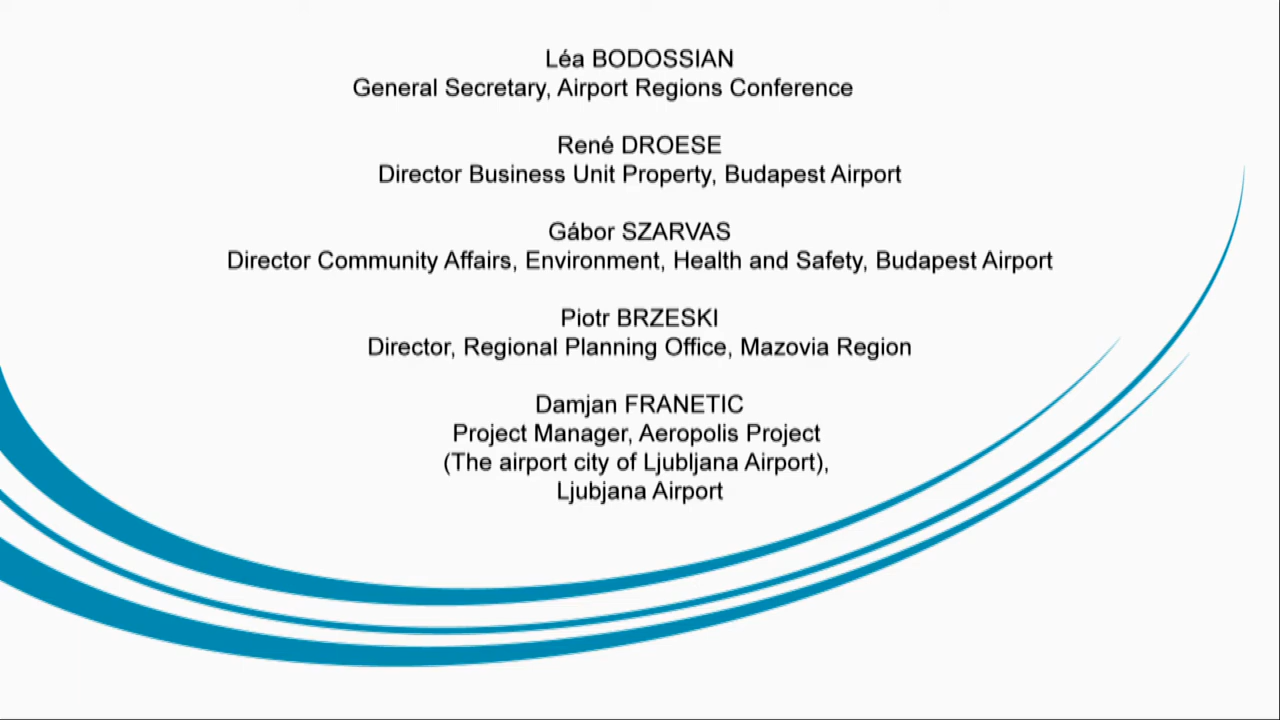 Léa BODOSSIAN
General Secretary, Airport Regions Conference
René DROESE
Director Business Unit Property, Budapest Airport
Gábor SZARVAS
Director Community Affairs, Environment, Health and Safety, Budapest Airport
Piotr BRZESKI
Director, Regional Planning Office, Mazovia Region
Damjan FRANETIC
Project Manager, Aeropolis Project
(The airport city of Ljubljana Airport),
Ljubjana Airport